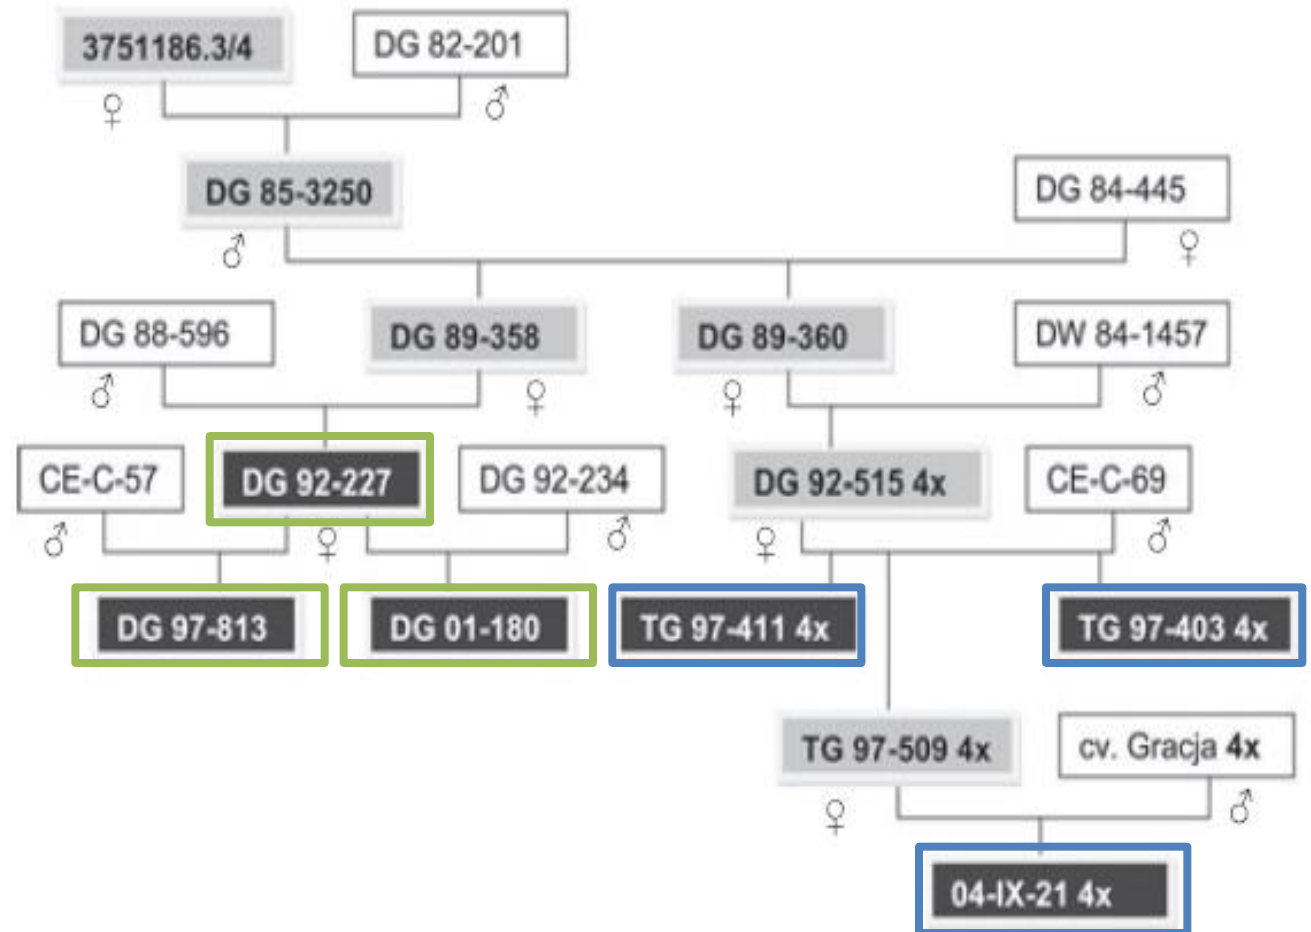 3751186.3/4
DG 82-201
♀
♂
DG 85-3250
DG 84-445
♂
♀
DG 88-596
DG 89-358
DG 89-360
DW 84-1457
♂
♀
♀
♂
CE-C-57
DG 92-227
DG 92-234
DG 92-515 4x
CE-C-69
♂
♀
♂
♀
♂
DG 97-813
DG 01-180
TG 97-411 4x
TG 97-403 4x
TG 97-509 4x
cv. Gracja 4x
♀
♂
04-IX-21 4x